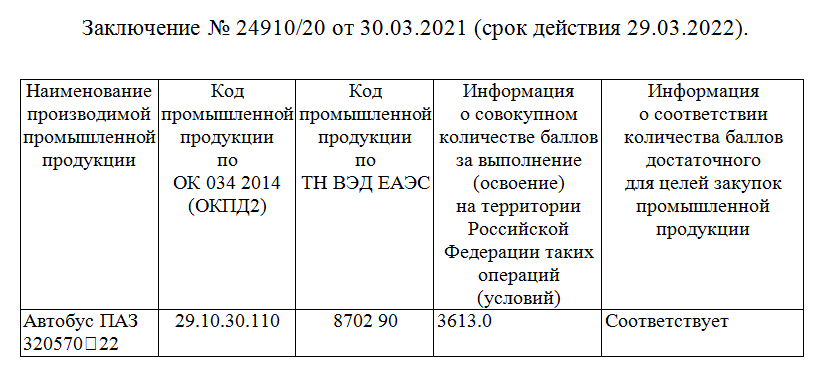 Заключение № 24910/20 от 30.03.2021 (срок действия 29.03.2022).
Наименование
производимой
промышленной
продукции
Код
промышленной
продукции
по
ОК 034 2014
(ОКПД2)
Код
промышленной
продукции
по
ТН ВЭД ЕАЭС
Информация
о совокупном
количестве баллов
за выполнение
(освоение)
на территории
Российской
Федерации таких
операций
(условий)
Информация
о соответствии
количества баллов
достаточного
для целей закупок
промышленной
продукции
Автобус ПАЗ
320570□22
29.10.30.110
8702 90
3613.0
Соответствует